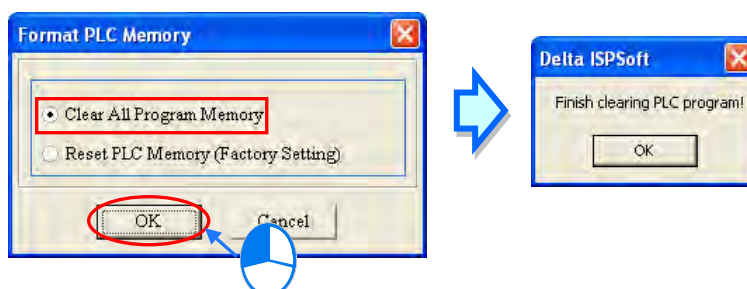 Format PLC Memory
Clear All Program Memory
Reset PLC Memory (Factory Setting)
OK
Cancel
Delta ISPSoft
Finish clearing PLC program!
OK